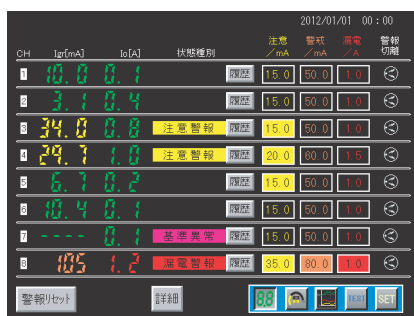 2012/01/01 00:00
CH Igr[mA] Io[A] 状態種別 注意/mA 警戒/mA 漏電/A 警報切離
1 10.0 0.1 履歴 15.0 50.0 1.0
2 3.1 0.4 履歴 15.0 50.0 1.0
3 34.0 0.8 注意警報 履歴 15.0 50.0 1.0
4 29.7 1.0 注意警報 履歴 20.0 60.0 1.5
5 6.7 0.2 履歴 15.0 50.0 1.0
6 10.4 0.1 履歴 15.0 50.0 1.0
7 ---- 0.1 基準異常 履歴 15.0 50.0 1.0
8 105 1.2 漏電警報 履歴 35.0 80.0 1.0
警報リセット 詳細 88 TEST SET